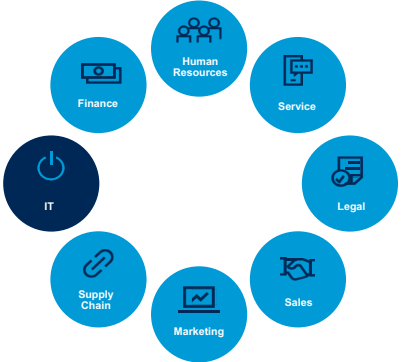 Human
Resources
Finance
Service
IT
Legal
Supply
Chain
Sales
Marketing